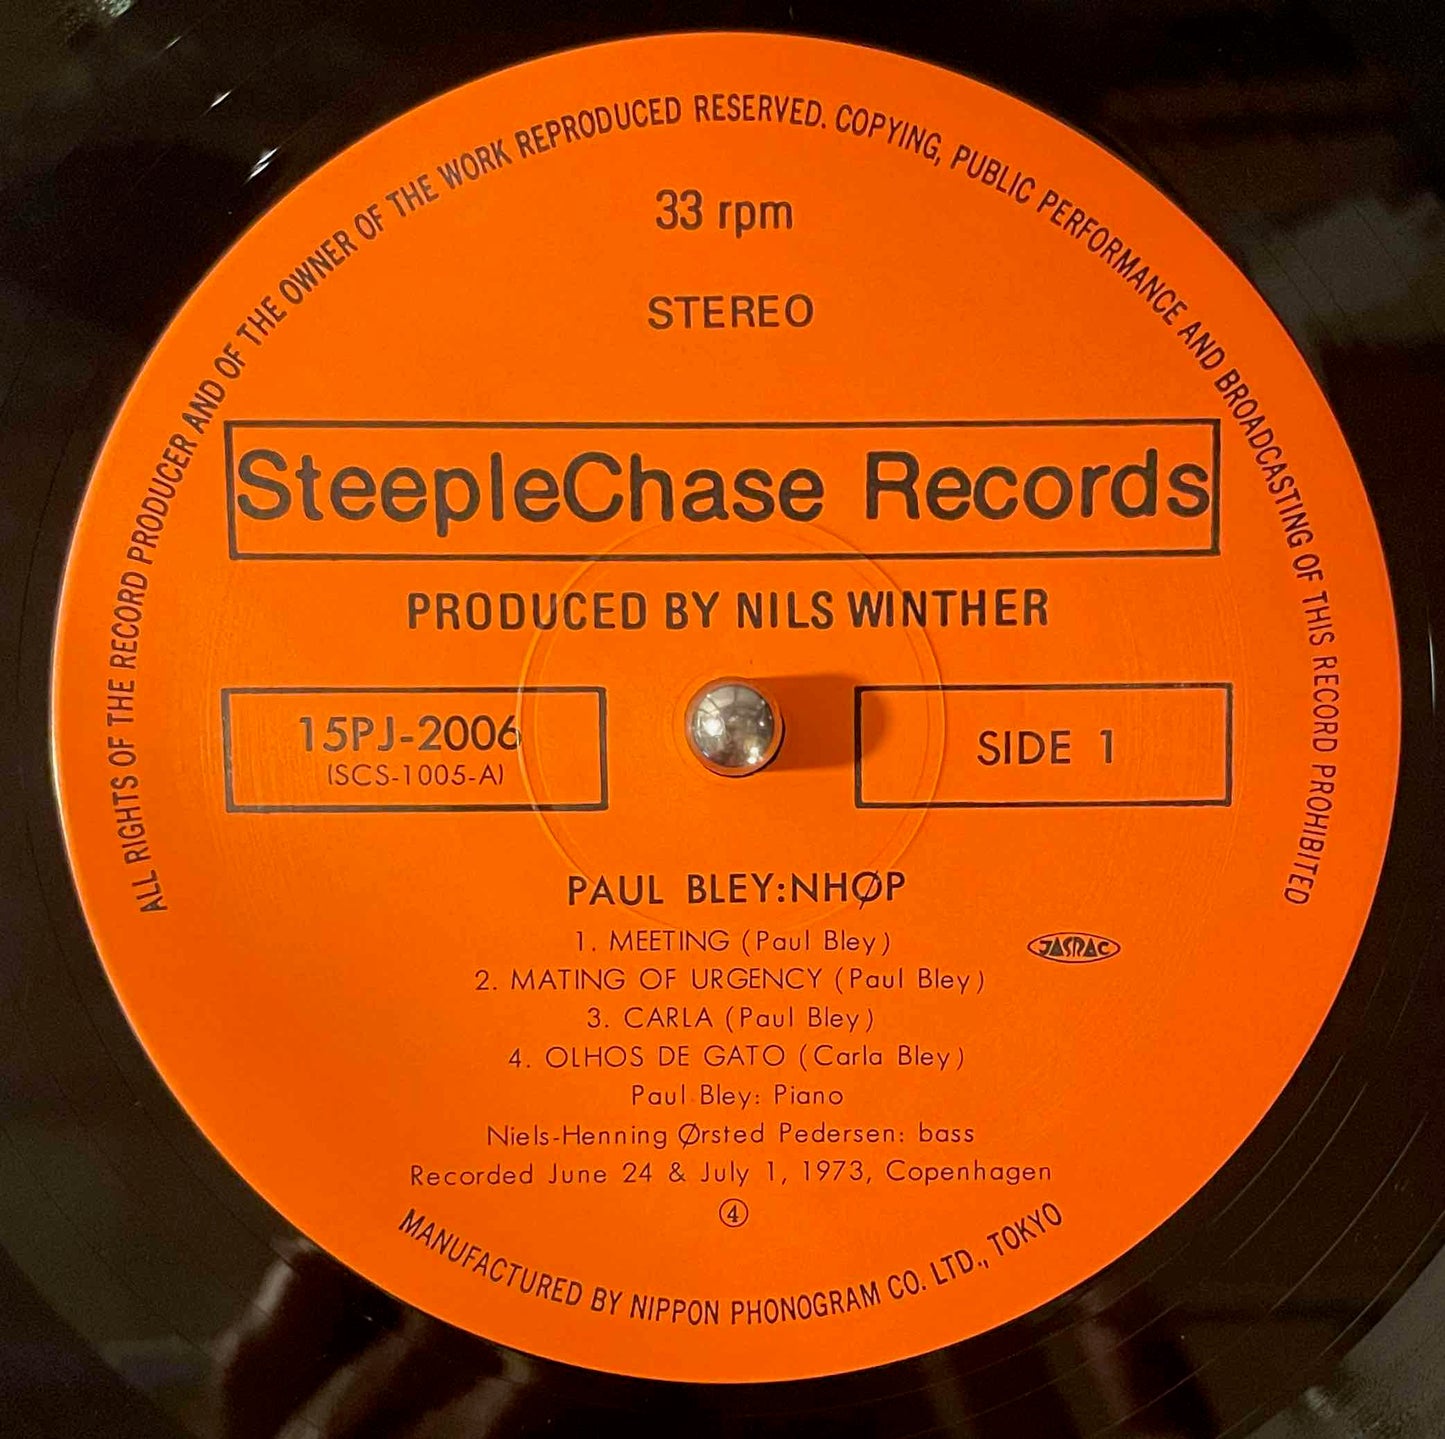 ALL RIGHTS OF THE RECORD PRODUCER AND OF THE OWNER OF THE WORK REPRODUCED RESERVED. COPYING, PUBLIC PERFORMANCE AND BROADCASTING OF THIS RECORD PROHIBITED
33 rpm
STEREO
SteepleChase Records
PRODUCED BY NILS WINTHER
15PJ-2006
(SCS-1005-A)
SIDE 1
PAUL BLEY:NHØP
1. MEETING (Paul Bley)
JASRAC
2. MATING OF URGENCY (Paul Bley)
3. CARLA (Paul Bley)
4. OLHOS DE GATO (Carla Bley)
Paul Bley: Piano
Niels-Henning Ørsted Pedersen: bass
Recorded June 24 & July 1, 1973, Copenhagen
④
MANUFACTURED BY NIPPON PHONOGRAM CO. LTD., TOKYO